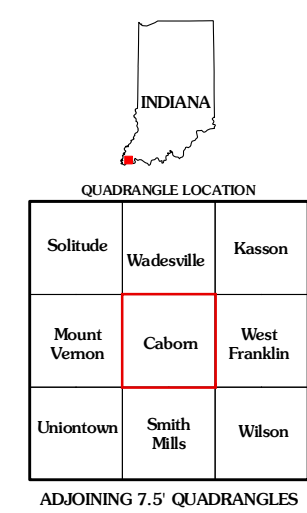 INDIANA
QUADRANGLE LOCATION
Solitude Wadesville Kasson
Mount Vernon Caborn West Franklin
Uniontown Smith Mills Wilson
ADJOINING 7.5' QUADRANGLES